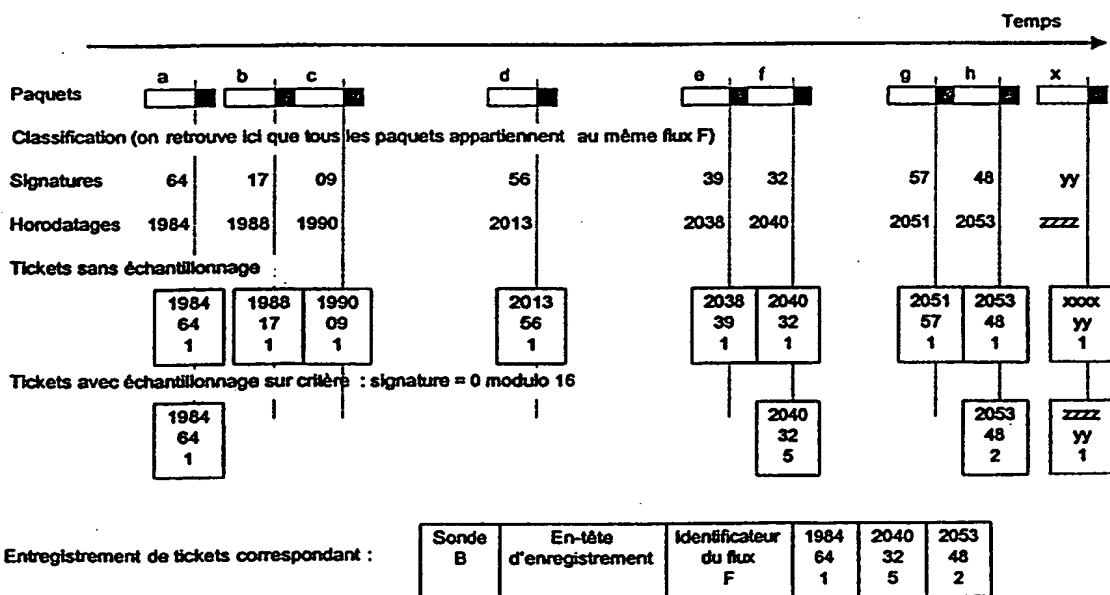 Temps
a b c d e f g h x
Paquets
Classification (on retrouve ici que tous les paquets appartiennent au même flux F)
Signatures 64 17 09 56 39 32 57 48 yy
Horodatages 1984 1988 1990 2013 2038 2040 2051 2053 zzzz
Tickets sans échantillonnage
1984 1988 1990 2013 2038 2040 2051 2053 xxxx
64 17 09 56 39 32 57 48 yy
1 1 1 1 1 1 1 1 1
Tickets avec échantillonnage sur critère : signature = 0 modulo 16
1984 2040 2053 zzzz
64 32 48 yy
1 5 2 1
Sonde En-tête Identificateur 1984 2040 2053
Entregistrement de tickets correspondant : B d'enregistrement du flux 64 32 48
F 1 5 2